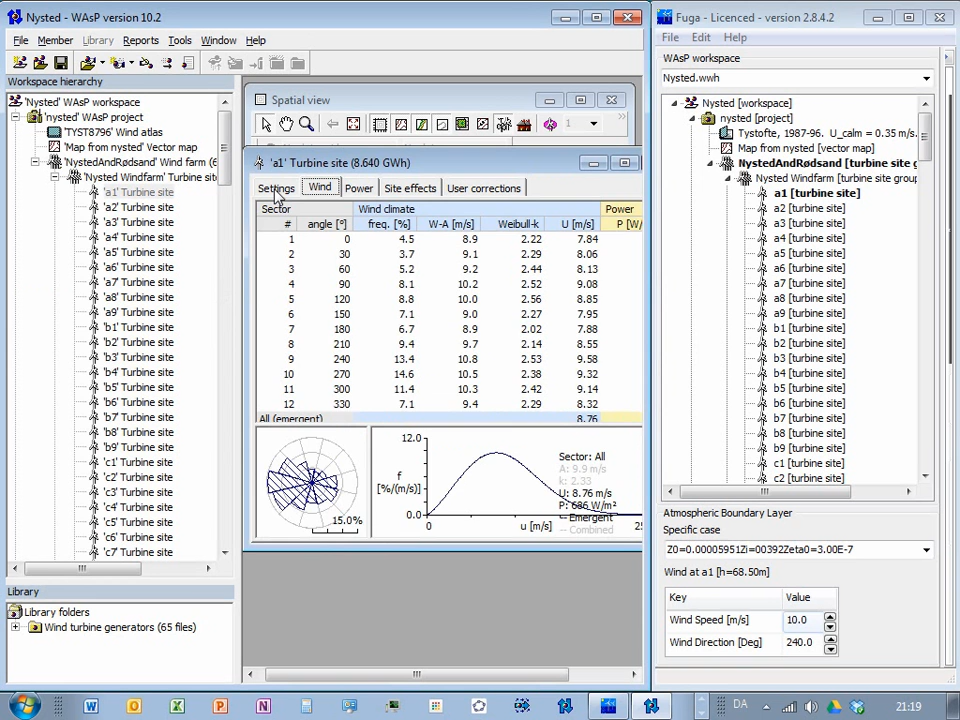 Nysted - WAsP version 10.2
File Member Library Reports Tools Window Help
Workspace hierarchy
'Nysted' WAsP workspace
'nysted' WAsP project
'TYST8796' Wind atlas
'Map from nysted' Vector map
'NystedAndRødsand' Wind farm (6
'Nysted Windfarm' Turbine sit
'a1' Turbine site
'a2' Turbine site
'a3' Turbine site
'a4' Turbine site
'a5' Turbine site
'a6' Turbine site
'a7' Turbine site
'a8' Turbine site
'a9' Turbine site
'b1' Turbine site
'b2' Turbine site
'b3' Turbine site
'b4' Turbine site
'b5' Turbine site
'b6' Turbine site
'b7' Turbine site
'b8' Turbine site
'b9' Turbine site
'c1' Turbine site
'c2' Turbine site
'c3' Turbine site
'c4' Turbine site
'c5' Turbine site
'c6' Turbine site
'c7' Turbine site
Library
Library folders
Wind turbine generators (65 files)
Spatial view
1
'a1' Turbine site (8.640 GWh)
Settings Wind Power Site effects User corrections
Sector Wind climate Power
# angle [°] freq. [%] W-A [m/s] Weibull-k U [m/s] P [W/
1 0 4.5 8.9 2.22 7.84
2 30 3.7 9.1 2.29 8.06
3 60 5.2 9.2 2.44 8.13
4 90 8.1 10.2 2.52 9.08
5 120 8.8 10.0 2.56 8.85
6 150 7.1 9.0 2.27 7.95
7 180 6.7 8.9 2.02 7.88
8 210 9.4 9.7 2.14 8.55
9 240 13.4 10.8 2.53 9.58
10 270 14.6 10.5 2.38 9.32
11 300 11.4 10.3 2.42 9.14
12 330 7.1 9.4 2.29 8.32
All (emergent) 8.76
15.0%
12.0
f
[%/(m/s)]
0.0
0 u [m/s] 25
Sector: All
A: 9.9 m/s
k: 2.33
U: 8.76 m/s
P: 686 W/m²
Emergent
Combined
Fuga - Licenced - version 2.8.4.2
File Edit Help
WAsP workspace
Nysted.wwh
Nysted [workspace]
nysted [project]
Tystofte, 1987-96. U_calm = 0.35 m/s.
Map from nysted [vector map]
NystedAndRødsand [turbine site g
Nysted Windfarm [turbine site group
a1 [turbine site]
a2 [turbine site]
a3 [turbine site]
a4 [turbine site]
a5 [turbine site]
a6 [turbine site]
a7 [turbine site]
a8 [turbine site]
a9 [turbine site]
b1 [turbine site]
b2 [turbine site]
b3 [turbine site]
b4 [turbine site]
b5 [turbine site]
b6 [turbine site]
b7 [turbine site]
b8 [turbine site]
b9 [turbine site]
c1 [turbine site]
c2 [turbine site]
Atmospheric Boundary Layer
Specific case
Z0=0.00005951Zi=00392Zeta0=3.00E-7
Wind at a1 [h=68.50m]
Key Value
Wind Speed [m/s] 10.0
Wind Direction [Deg] 240.0
DA 21:19